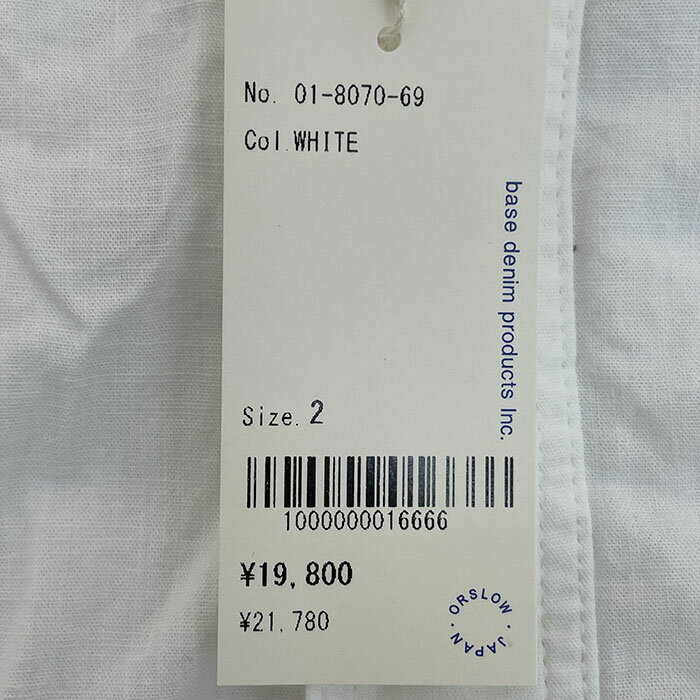 No. 01-8070-69
Col.WHITE
base denim products Inc.
Size. 2
1000000016666
¥19,800
¥21,780
ORSLOW · JAPAN ·